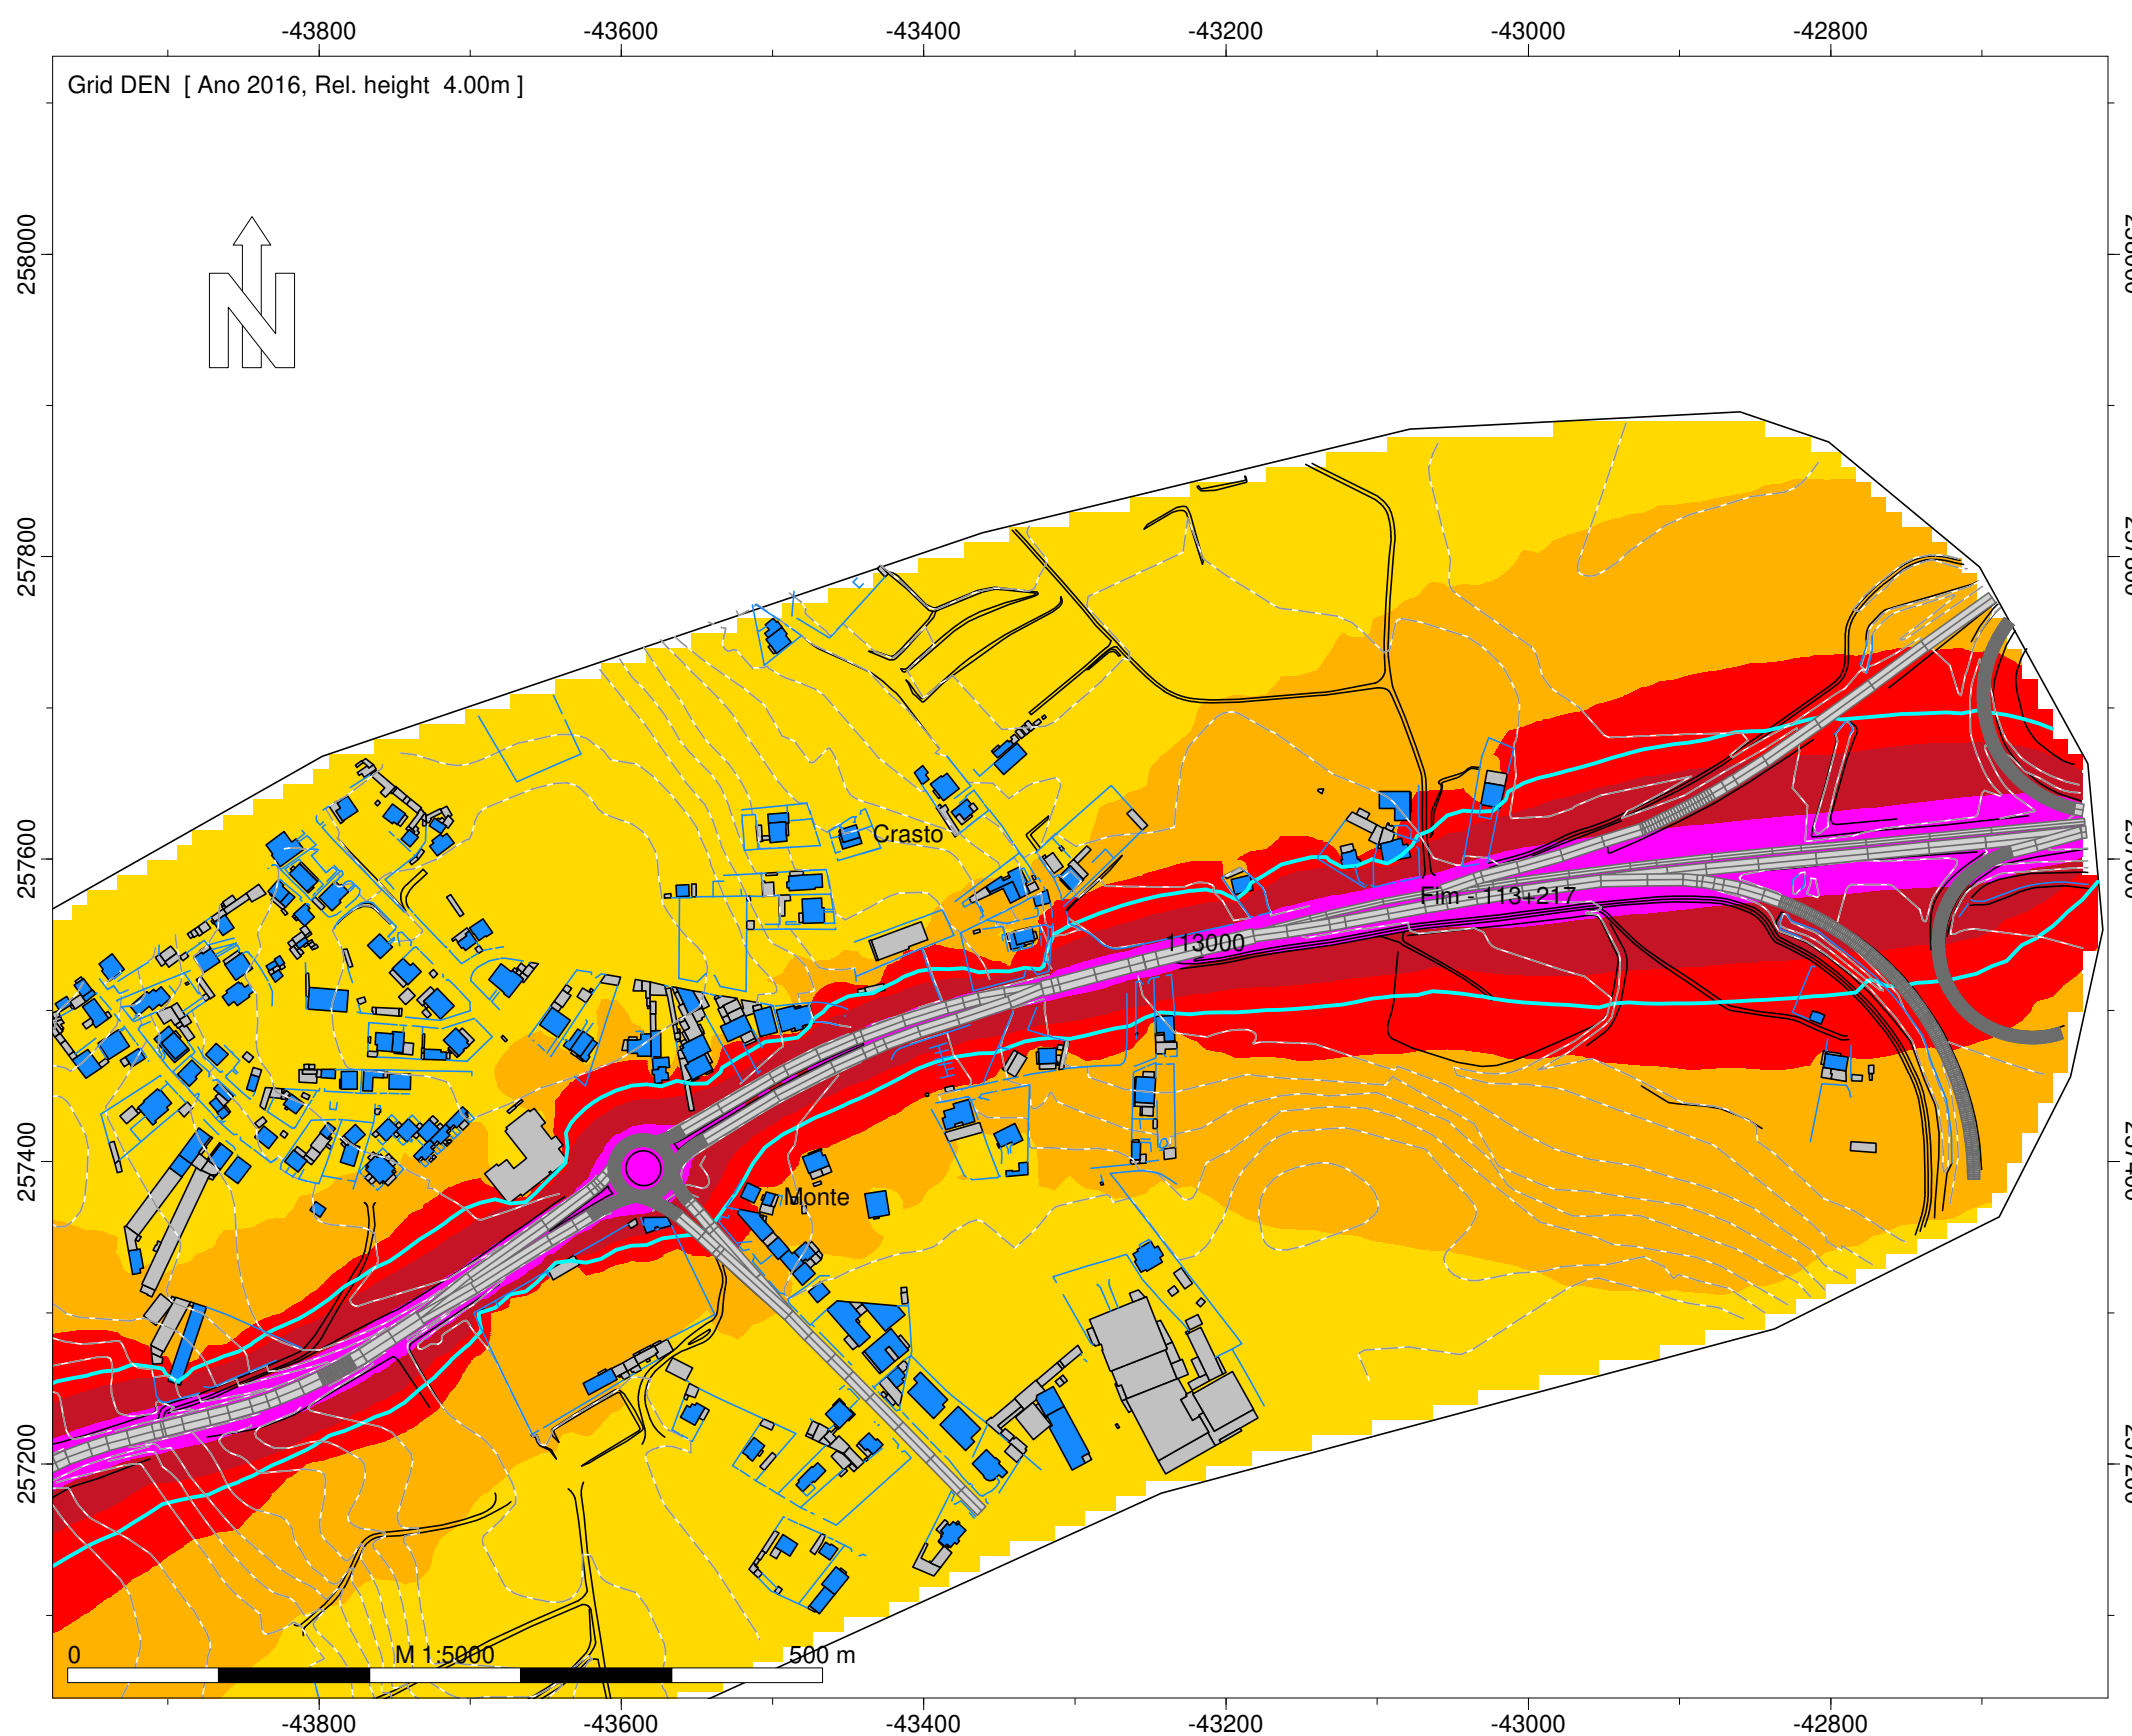 -43800 -43600 -43400 -43200 -43000 -42800
Grid DEN [ Ano 2016, Rel. height 4.00m ]
258000
N
257800
Crasto
257600
Fim - 113+217
113000
257400
Monte
257200
0 M 1:5000 500 m
-43800 -43600 -43400 -43200 -43000 -42800